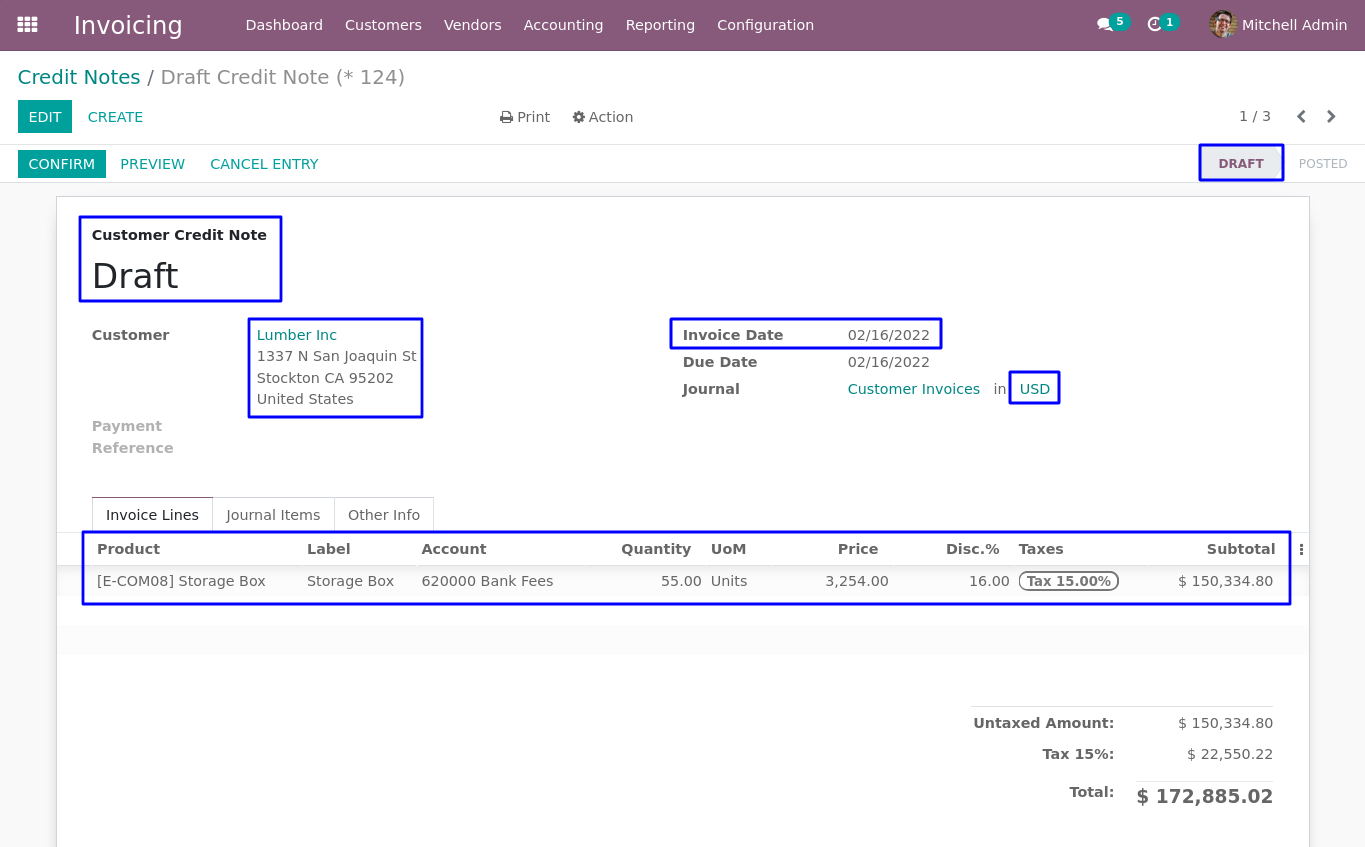 Invoicing Dashboard Customers Vendors Accounting Reporting Configuration 5 1 Mitchell Admin
Credit Notes / Draft Credit Note (* 124)
EDIT CREATE Print Action 1 / 3
CONFIRM PREVIEW CANCEL ENTRY DRAFT POSTED
Customer Credit Note
Draft
Customer Lumber Inc Invoice Date 02/16/2022
1337 N San Joaquin St
Stockton CA 95202
United States
Due Date 02/16/2022
Journal Customer Invoices in USD
Payment
Reference
Invoice Lines Journal Items Other Info
Product Label Account Quantity UoM Price Disc.% Taxes Subtotal
[E-COM08] Storage Box Storage Box 620000 Bank Fees 55.00 Units 3,254.00 16.00 Tax 15.00% $ 150,334.80
Untaxed Amount: $ 150,334.80
Tax 15%: $ 22,550.22
Total: $ 172,885.02